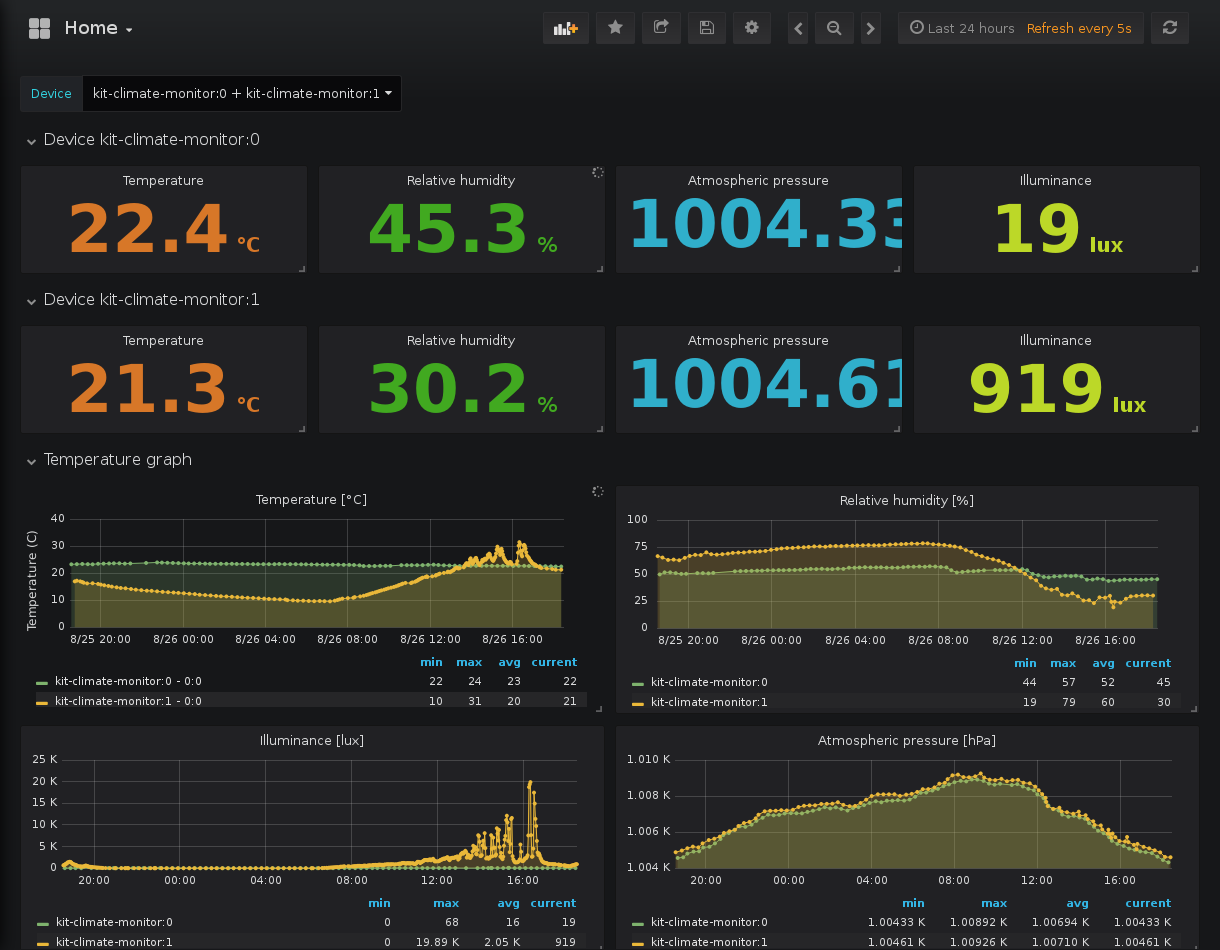 Home
Last 24 hours Refresh every 5s
Device kit-climate-monitor:0 + kit-climate-monitor:1
Device kit-climate-monitor:0
Temperature Relative humidity Atmospheric pressure Illuminance
22.4 °C 45.3 % 1004.33 19 lux
Device kit-climate-monitor:1
Temperature Relative humidity Atmospheric pressure Illuminance
21.3 °C 30.2 % 1004.61 919 lux
Temperature graph
Temperature [°C]
Temperature (C)
40
30
20
10
0
8/25 20:00 8/26 00:00 8/26 04:00 8/26 08:00 8/26 12:00 8/26 16:00
min max avg current
kit-climate-monitor:0 - 0:0 22 24 23 22
kit-climate-monitor:1 - 0:0 10 31 20 21
Relative humidity [%]
100
75
50
25
0
8/25 20:00 8/26 00:00 8/26 04:00 8/26 08:00 8/26 12:00 8/26 16:00
min max avg current
kit-climate-monitor:0 44 57 52 45
kit-climate-monitor:1 19 79 60 30
Illuminance [lux]
25 K
20 K
15 K
10 K
5 K
0
20:00 00:00 04:00 08:00 12:00 16:00
min max avg current
kit-climate-monitor:0 0 68 16 19
kit-climate-monitor:1 0 19.89 K 2.05 K 919
Atmospheric pressure [hPa]
1.010 K
1.008 K
1.006 K
1.004 K
20:00 00:00 04:00 08:00 12:00 16:00
min max avg current
kit-climate-monitor:0 1.00433 K 1.00892 K 1.00694 K 1.00433 K
kit-climate-monitor:1 1.00461 K 1.00926 K 1.00710 K 1.00461 K